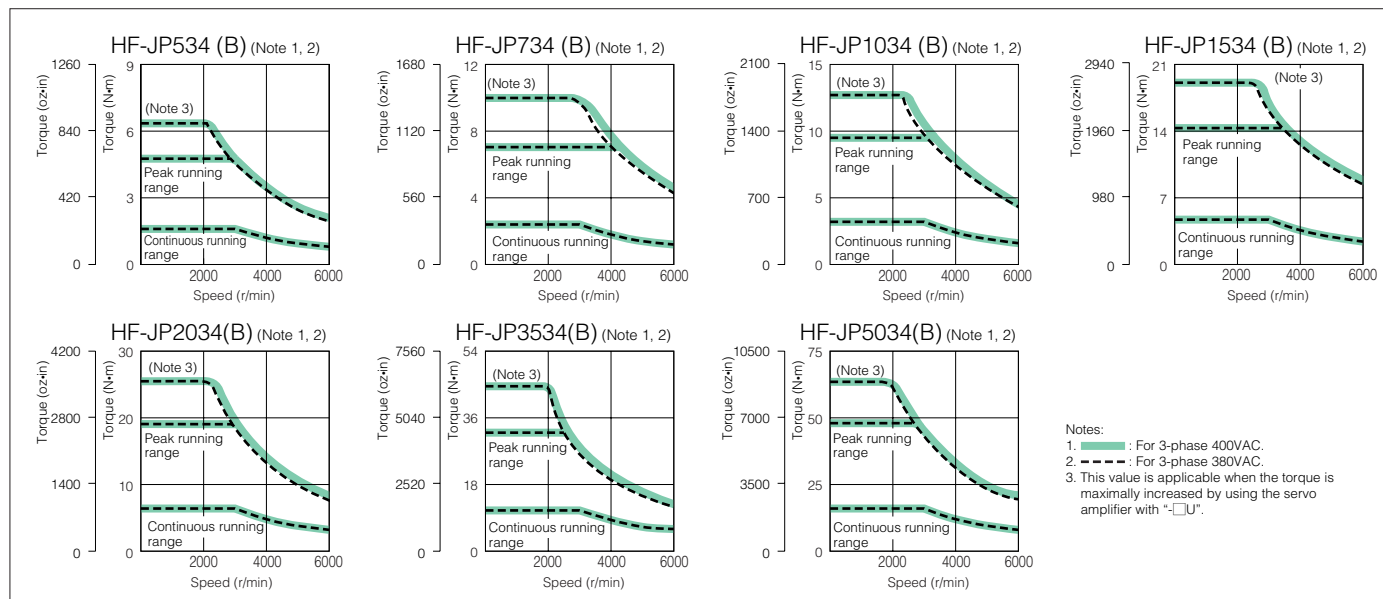 HF-JP534 (B) (Note 1, 2)
Torque (oz•in)
1260
840
420
0
Torque (N•m)
9
6
3
0
(Note 3)
Peak running
range
Continuous running
range
2000 4000 6000
Speed (r/min)
HF-JP734 (B) (Note 1, 2)
Torque (oz•in)
1680
1120
560
0
Torque (N•m)
12
8
4
0
(Note 3)
Peak running
range
Continuous running
range
2000 4000 6000
Speed (r/min)
HF-JP1034 (B) (Note 1, 2)
Torque (oz•in)
2100
1400
700
0
Torque (N•m)
15
10
5
0
(Note 3)
Peak running
range
Continuous running
range
2000 4000 6000
Speed (r/min)
HF-JP1534 (B) (Note 1, 2)
Torque (oz•in)
2940
1960
980
0
Torque (N•m)
21
14
7
0
(Note 3)
Peak running
range
Continuous running
range
2000 4000 6000
Speed (r/min)
HF-JP2034(B) (Note 1, 2)
Torque (oz•in)
4200
2800
1400
0
Torque (N•m)
30
20
10
0
(Note 3)
Peak running
range
Continuous running
range
2000 4000 6000
Speed (r/min)
HF-JP3534(B) (Note 1, 2)
Torque (oz•in)
7560
5040
2520
0
Torque (N•m)
54
36
18
0
(Note 3)
Peak running
range
Continuous running
range
2000 4000 6000
Speed (r/min)
HF-JP5034(B) (Note 1, 2)
Torque (oz•in)
10500
7000
3500
0
Torque (N•m)
75
50
25
0
(Note 3)
Peak running
range
Continuous running
range
2000 4000 6000
Speed (r/min)
Notes:
1. : For 3-phase 400VAC.
2. : For 3-phase 380VAC.
3. This value is applicable when the torque is
maximally increased by using the servo
amplifier with “-□U”.